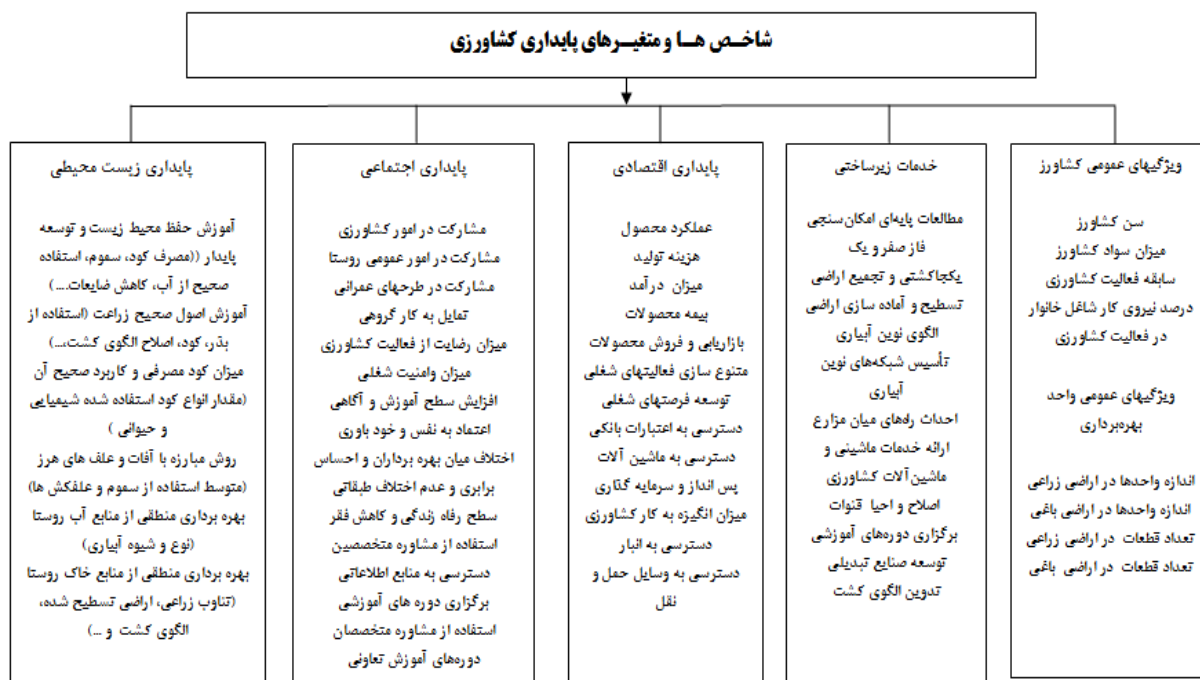 شاخـص هـا و متغیـرهای پایداری کشاورزی
ویژگیهای عمومی کشاورز
سن کشاورز
میزان سواد کشاورز
سابقه فعالیت کشاورزی
درصد نیروی کار شاغل خانوار
در فعالیت کشاورزی
ویژگیهای عمومی واحد
بهره‌برداری
اندازه واحدها در اراضی زراعی
اندازه واحدها در اراضی باغی
تعداد قطعات در اراضی زراعی
تعداد قطعات در اراضی باغی
خدمات زیرساختی
مطالعات پایه‌ای امکان‌سنجی
فاز صفر و یک
یکجاکشتی و تجمیع اراضی
تسطیح و آماده سازی اراضی
الگوی نوین آبیاری
تأسیس شبکه‌های نوین
آبیاری
احداث راه‌های میان مزارع
ارائه خدمات ماشینی و
ماشین‌آلات کشاورزی
اصلاح و احیا قنوات
برگزاری دوره‌های آموزشی
توسعه صنایع تبدیلی
تدوین الگوی کشت
پایداری اقتصادی
عملکرد محصول
هزینه تولید
میزان درآمد
بیمه محصولات
بازاریابی و فروش محصولات
متنوع سازی فعالیتهای شغلی
توسعه فرصتهای شغلی
دسترسی به اعتبارات بانکی
دسترسی به ماشین آلات
پس انداز و سرمایه گذاری
میزان انگیزه به کار کشاورزی
دسترسی به انبار
دسترسی به وسایل حمل و
نقل
پایداری اجتماعی
مشارکت در امور کشاورزی
مشارکت در امور عمومی روستا
مشارکت در طرحهای عمرانی
تمایل به کار گروهی
میزان رضایت از فعالیت کشاورزی
میزان وامنیت شغلی
افزایش سطح آموزش و آگاهی
اعتماد به نفس و خود باوری
اختلاف میان بهره برداران و احساس
برابری و عدم اختلاف طبقاتی
سطح رفاه زندگی و کاهش فقر
استفاده از مشاوره متخصصین
دسترسی به منابع اطلاعاتی
برگزاری دوره های آموزشی
استفاده از مشاوره متخصصان
دوره‌های آموزش تعاونی
پایداری زیست محیطی
آموزش حفظ محیط زیست و توسعه
پایدار ((مصرف کود، سموم، استفاده
صحیح از آب، کاهش ضایعات....)
آموزش اصول صحیح زراعت (استفاده از
بذر، کود، اصلاح الگوی کشت،...)
میزان کود مصرفی و کاربرد صحیح آن
(مقدار انواع کود استفاده شده شیمیایی
و حیوانی )
روش مبارزه با آفات و علف های هرز
(متوسط استفاده از سموم و علفکش ها)
بهره برداری منطقی از منابع آب روستا
(نوع و شیوه آبیاری)
بهره برداری منطقی از منابع خاک روستا
(تناوب زراعی، اراضی تسطیح شده،
الگوی کشت و ...)